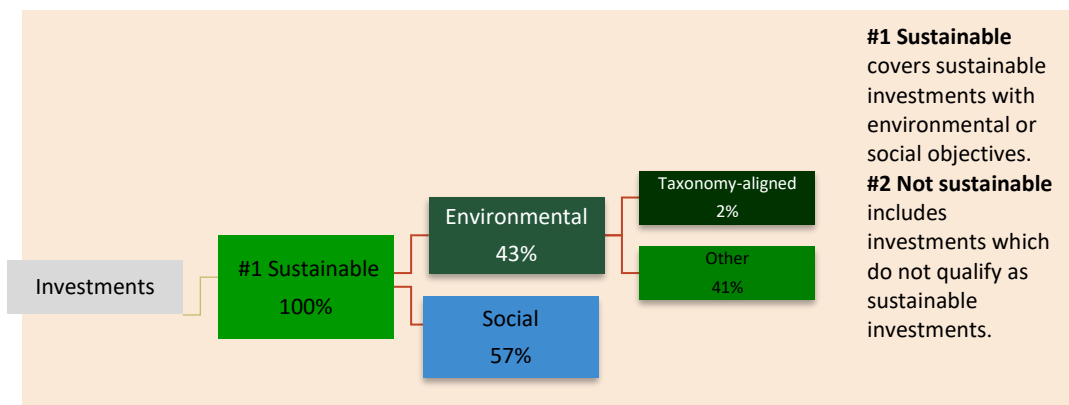 Investments
#1 Sustainable
100%
Environmental
43%
Social
57%
Taxonomy-aligned
2%
Other
41%
#1 Sustainable
covers sustainable
investments with
environmental or
social objectives.
#2 Not sustainable
includes
investments which
do not qualify as
sustainable
investments.